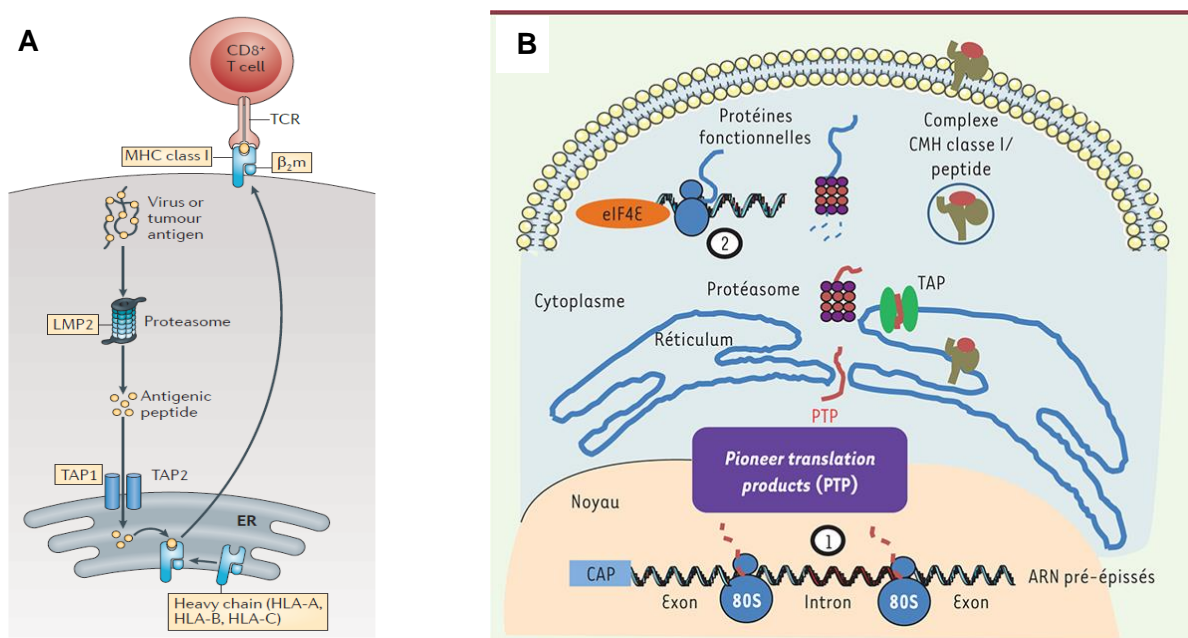 A
CD8⁺
T cell
TCR
MHC class I
β₂m
Virus or
tumour
antigen
LMP2
Proteasome
Antigenic
peptide
TAP1
TAP2
ER
Heavy chain (HLA-A,
HLA-B, HLA-C)
B
Protéines
fonctionnelles
Complexe
CMH classe I/
peptide
eIF4E
2
Cytoplasme
Protéasome
TAP
Réticulum
PTP
Pioneer translation
products (PTP)
Noyau
1
CAP
ARN pré-épissés
Exon
80S
Intron
80S
Exon